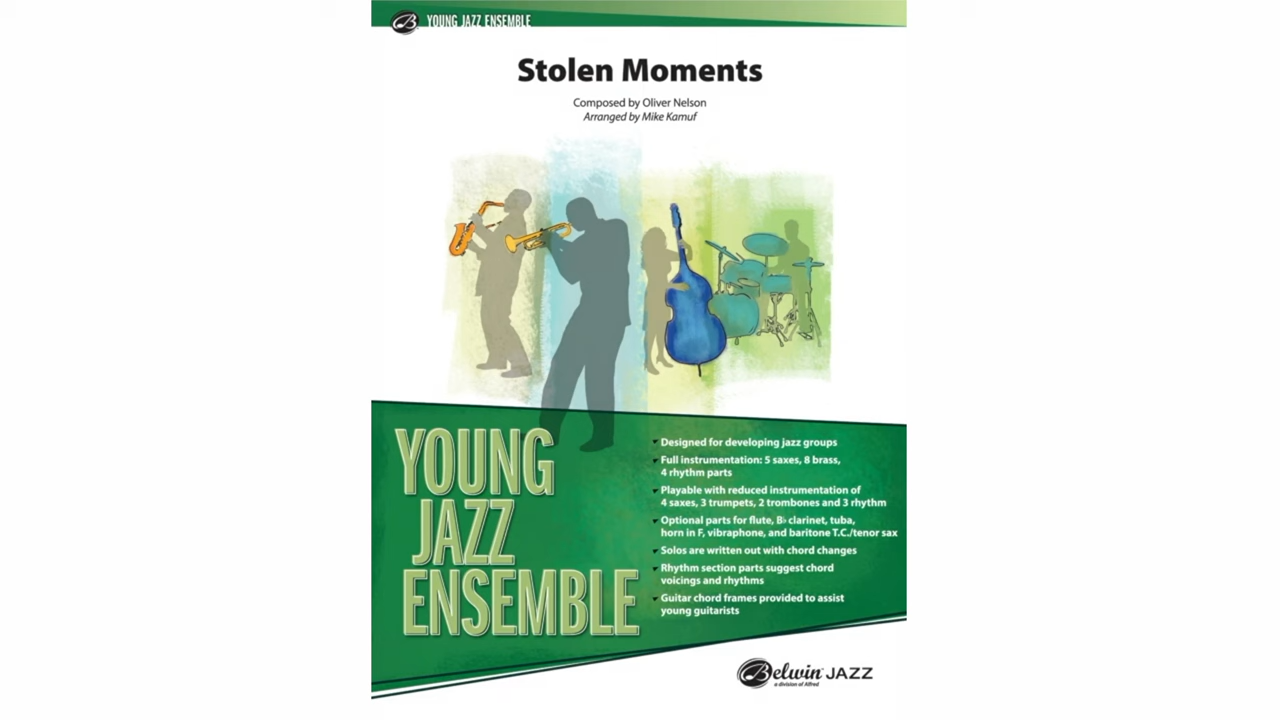 YOUNG JAZZ ENSEMBLE
Stolen Moments
Composed by Oliver Nelson
Arranged by Mike Kamuf
YOUNG
JAZZ
ENSEMBLE
Designed for developing jazz groups
Full instrumentation: 5 saxes, 8 brass,
4 rhythm parts
Playable with reduced instrumentation of
4 saxes, 3 trumpets, 2 trombones and 3 rhythm
Optional parts for flute, B♭ clarinet, tuba,
horn in F, vibraphone, and baritone T.C./tenor sax
Solos are written out with chord changes
Rhythm section parts suggest chord
voicings and rhythms
Guitar chord frames provided to assist
young guitarists
Belwin JAZZ
a division of Alfred